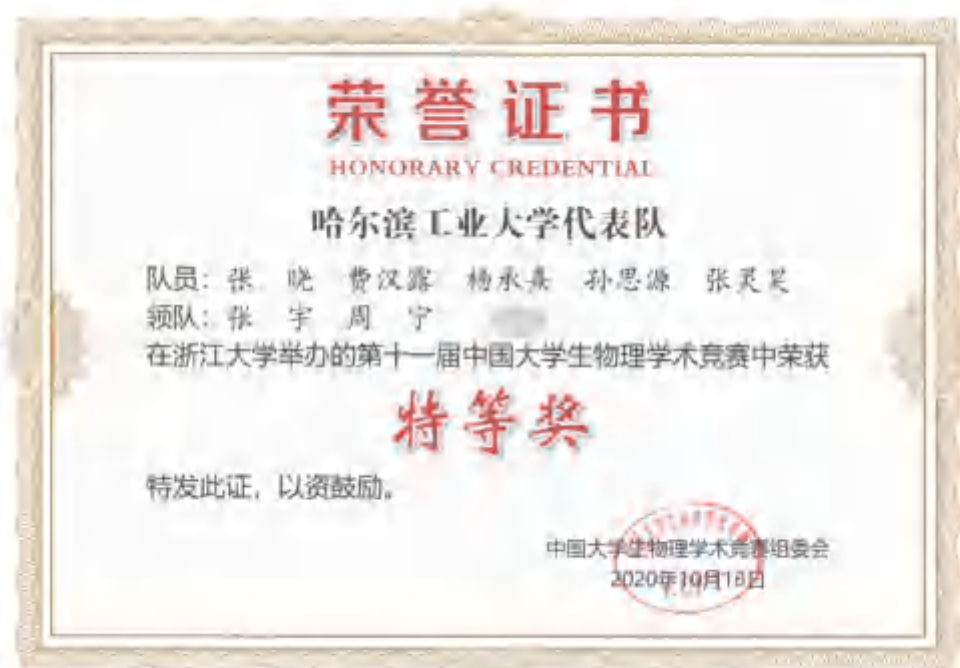 荣誉证书
HONORARY CREDENTIAL
哈尔滨工业大学代表队
队员：张 晓 费汉露 杨永真 孙思源 张灵昊
领队：张 宇 周 宁
在浙江大学举办的第十一届中国大学生物理学术竞赛中荣获
特等奖
特发此证，以资鼓励。
中国大学生物理学术竞赛组委会
2020年10月18日